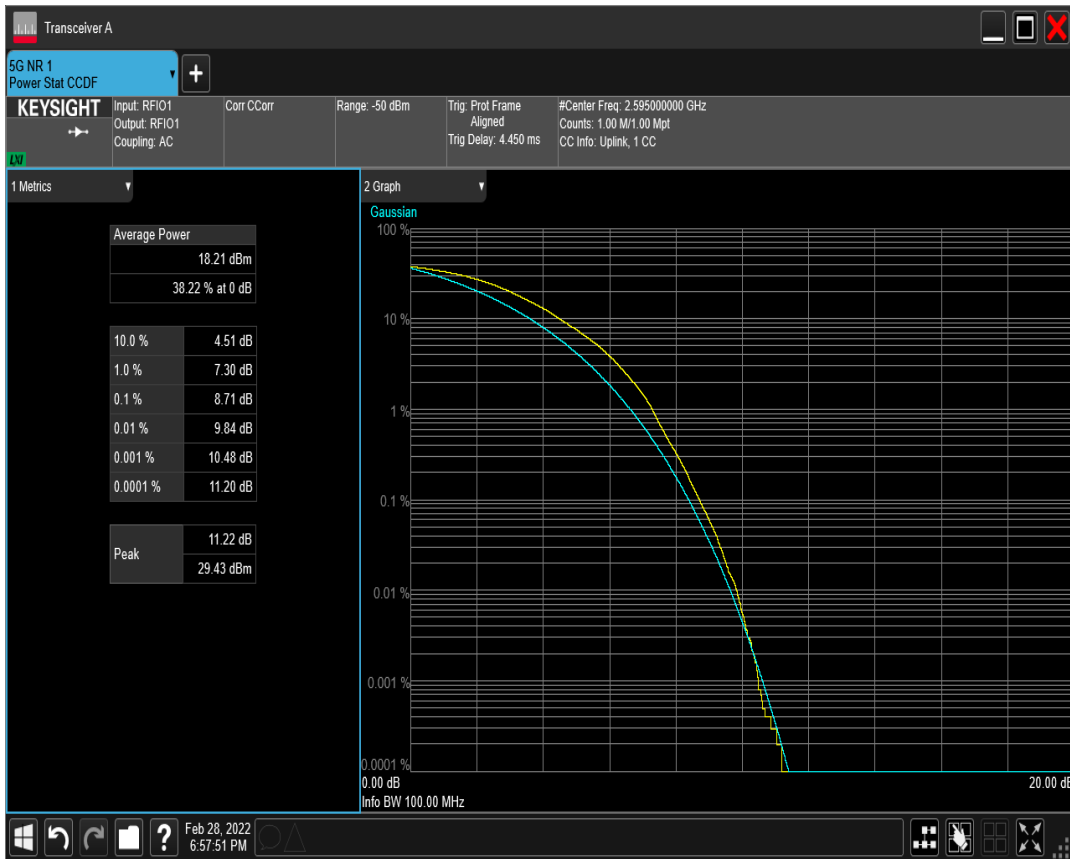 Transceiver A
5G NR 1
Power Stat CCDF
+
KEYSIGHT
LXI
Input: RFIO1
Output: RFIO1
Coupling: AC
Corr CCorr
Range: -50 dBm
Trig: Prot Frame
Aligned
Trig Delay: 4.450 ms
#Center Freq: 2.595000000 GHz
Counts: 1.00 M/1.00 Mpt
CC Info: Uplink, 1 CC
1 Metrics
Average Power
18.21 dBm
38.22 % at 0 dB
10.0 % 4.51 dB
1.0 % 7.30 dB
0.1 % 8.71 dB
0.01 % 9.84 dB
0.001 % 10.48 dB
0.0001 % 11.20 dB
Peak
11.22 dB
29.43 dBm
2 Graph
Gaussian
100 %
10 %
1 %
0.1 %
0.01 %
0.001 %
0.0001 %
0.00 dB 20.00 dB
Info BW 100.00 MHz
?
Feb 28, 2022
6:57:51 PM